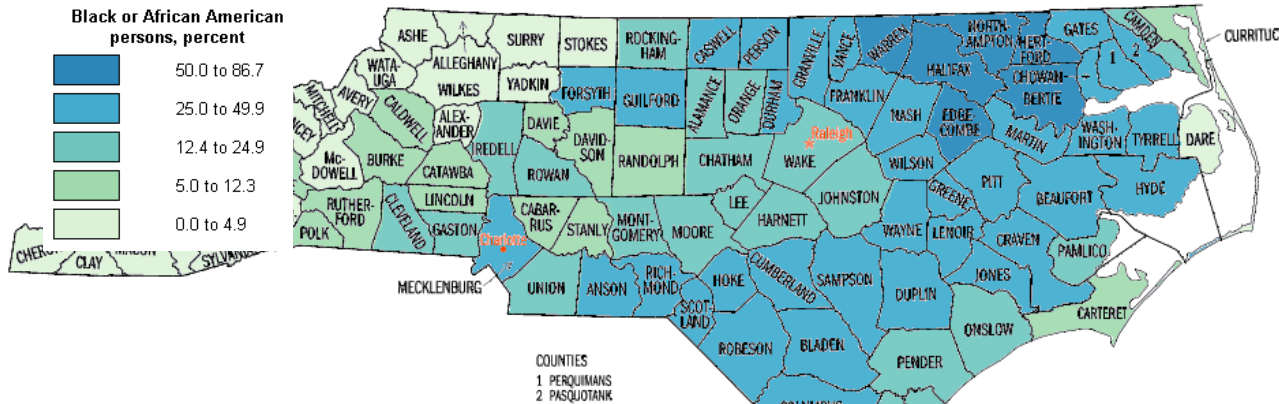 Black or African American
persons, percent
50.0 to 86.7
25.0 to 49.9
12.4 to 24.9
5.0 to 12.3
0.0 to 4.9
ASHE
ALLEGHANY
SURRY
STOKES
ROCKING-
HAM
CASWELL
PERSON
GRANVILLE
VANCE
WARREN
NORTH-
AMPTON
HERT-
FORD
GATES
CAMDEN
CURRITUC
WATA-
UGA
WILKES
YADKIN
FORSYTH
GUILFORD
ALAMANCE
ORANGE
DURHAM
FRANKLIN
HALIFAX
CHOWAN
BERTIE
1
2
MITCHELL
AVERY
CALDWELL
ALEX-
ANDER
DAVIE
DAVID-
SON
NASH
EDGE-
COMBE
MARTIN
WASH-
INGTON
TYRRELL
DARE
NCEY
Mc-
DOWELL
BURKE
CATAWBA
IREDELL
ROWAN
RANDOLPH
CHATHAM
Raleigh
WAKE
WILSON
PITT
BEAUFORT
HYDE
RUTHER-
FORD
POLK
CLEVELAND
LINCOLN
GASTON
Charlotte
CABAR-
RUS
STANLY
MONT-
GOMERY
MOORE
LEE
HARNETT
JOHNSTON
WAYNE
GREENE
LENOIR
CRAVEN
PAMLICO
CLAY
MECKLENBURG
UNION
ANSON
RICH-
MOND
SCOT-
LAND
HOKE
CUMBERLAND
SAMPSON
DUPLIN
JONES
ONSLOW
CARTERET
ROBESON
BLADEN
PENDER
COUNTIES
1 PERQUIMANS
2 PASQUOTANK